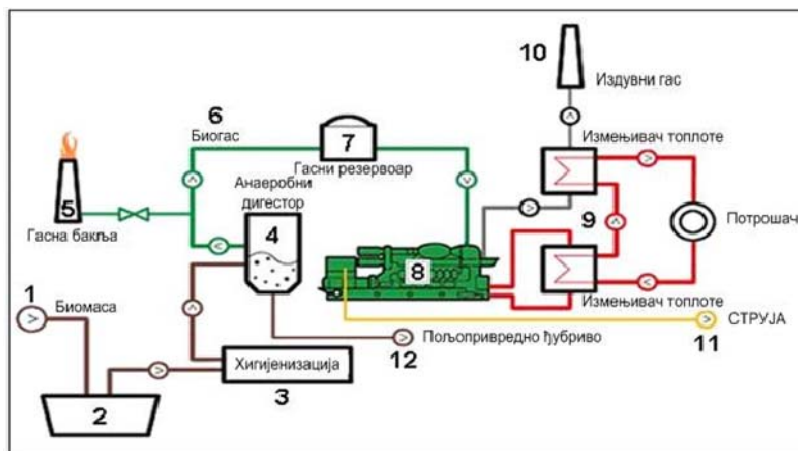 10
Издувни гас
6
Биогас
7
Гасни резервоар
Измењивач топлоте
5
Гасна бакља
Анаеробни
дигестор
4
8
9
Потрошач
1
Биомаса
Измењивач топлоте
СТРУЈА
11
Пољопривредно ђубриво
12
Хигијенизација
3
2